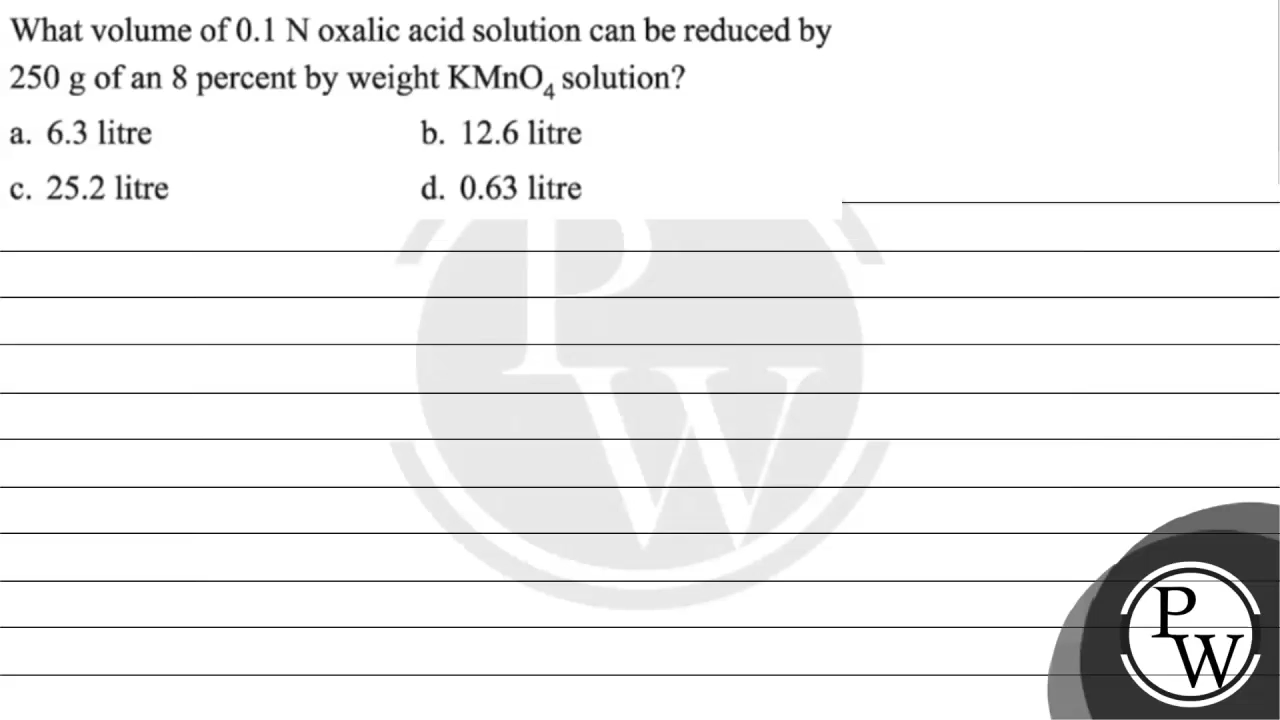 What volume of 0.1 N oxalic acid solution can be reduced by
250 g of an 8 percent by weight KMnO₄ solution?
a. 6.3 litre b. 12.6 litre
c. 25.2 litre d. 0.63 litre
P
W
P
W